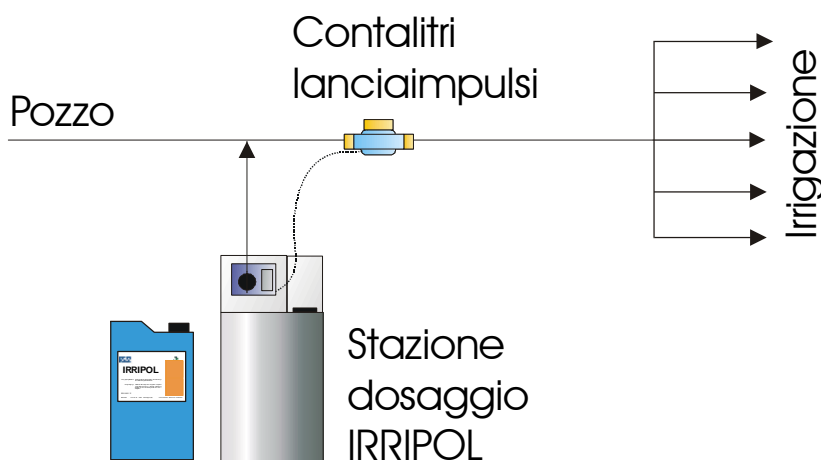 Contalitri
lanciaimpulsi
Pozzo
Irrigazione
IRRIPOL
Stazione
dosaggio
IRRIPOL